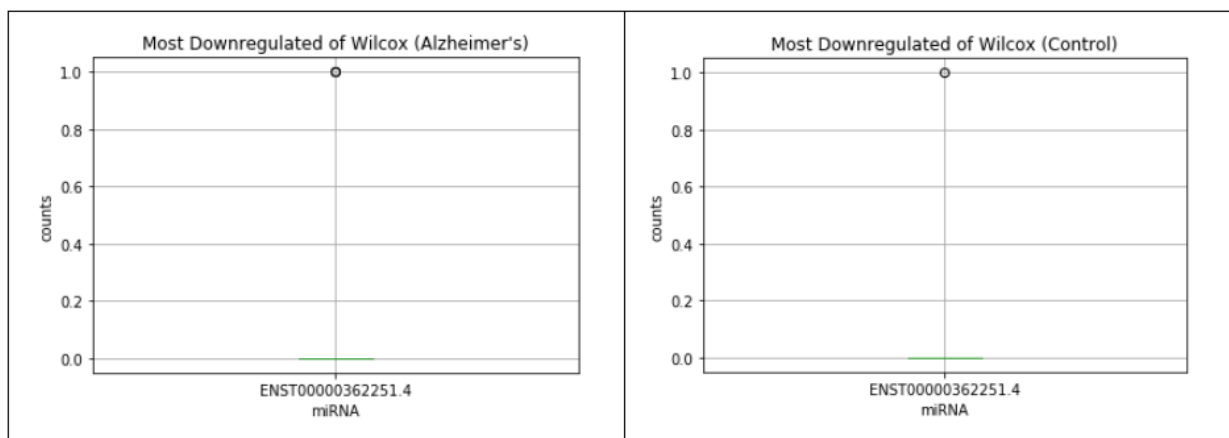 Most Downregulated of Wilcox (Alzheimer's)
1.0
0.8
0.6
0.4
0.2
0.0
counts
ENST00000362251.4
miRNA
Most Downregulated of Wilcox (Control)
1.0
0.8
0.6
0.4
0.2
0.0
counts
ENST00000362251.4
miRNA